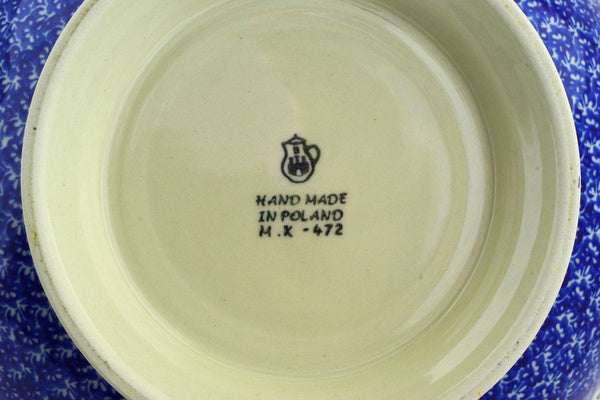 HAND MADE
IN POLAND
M.K - 472